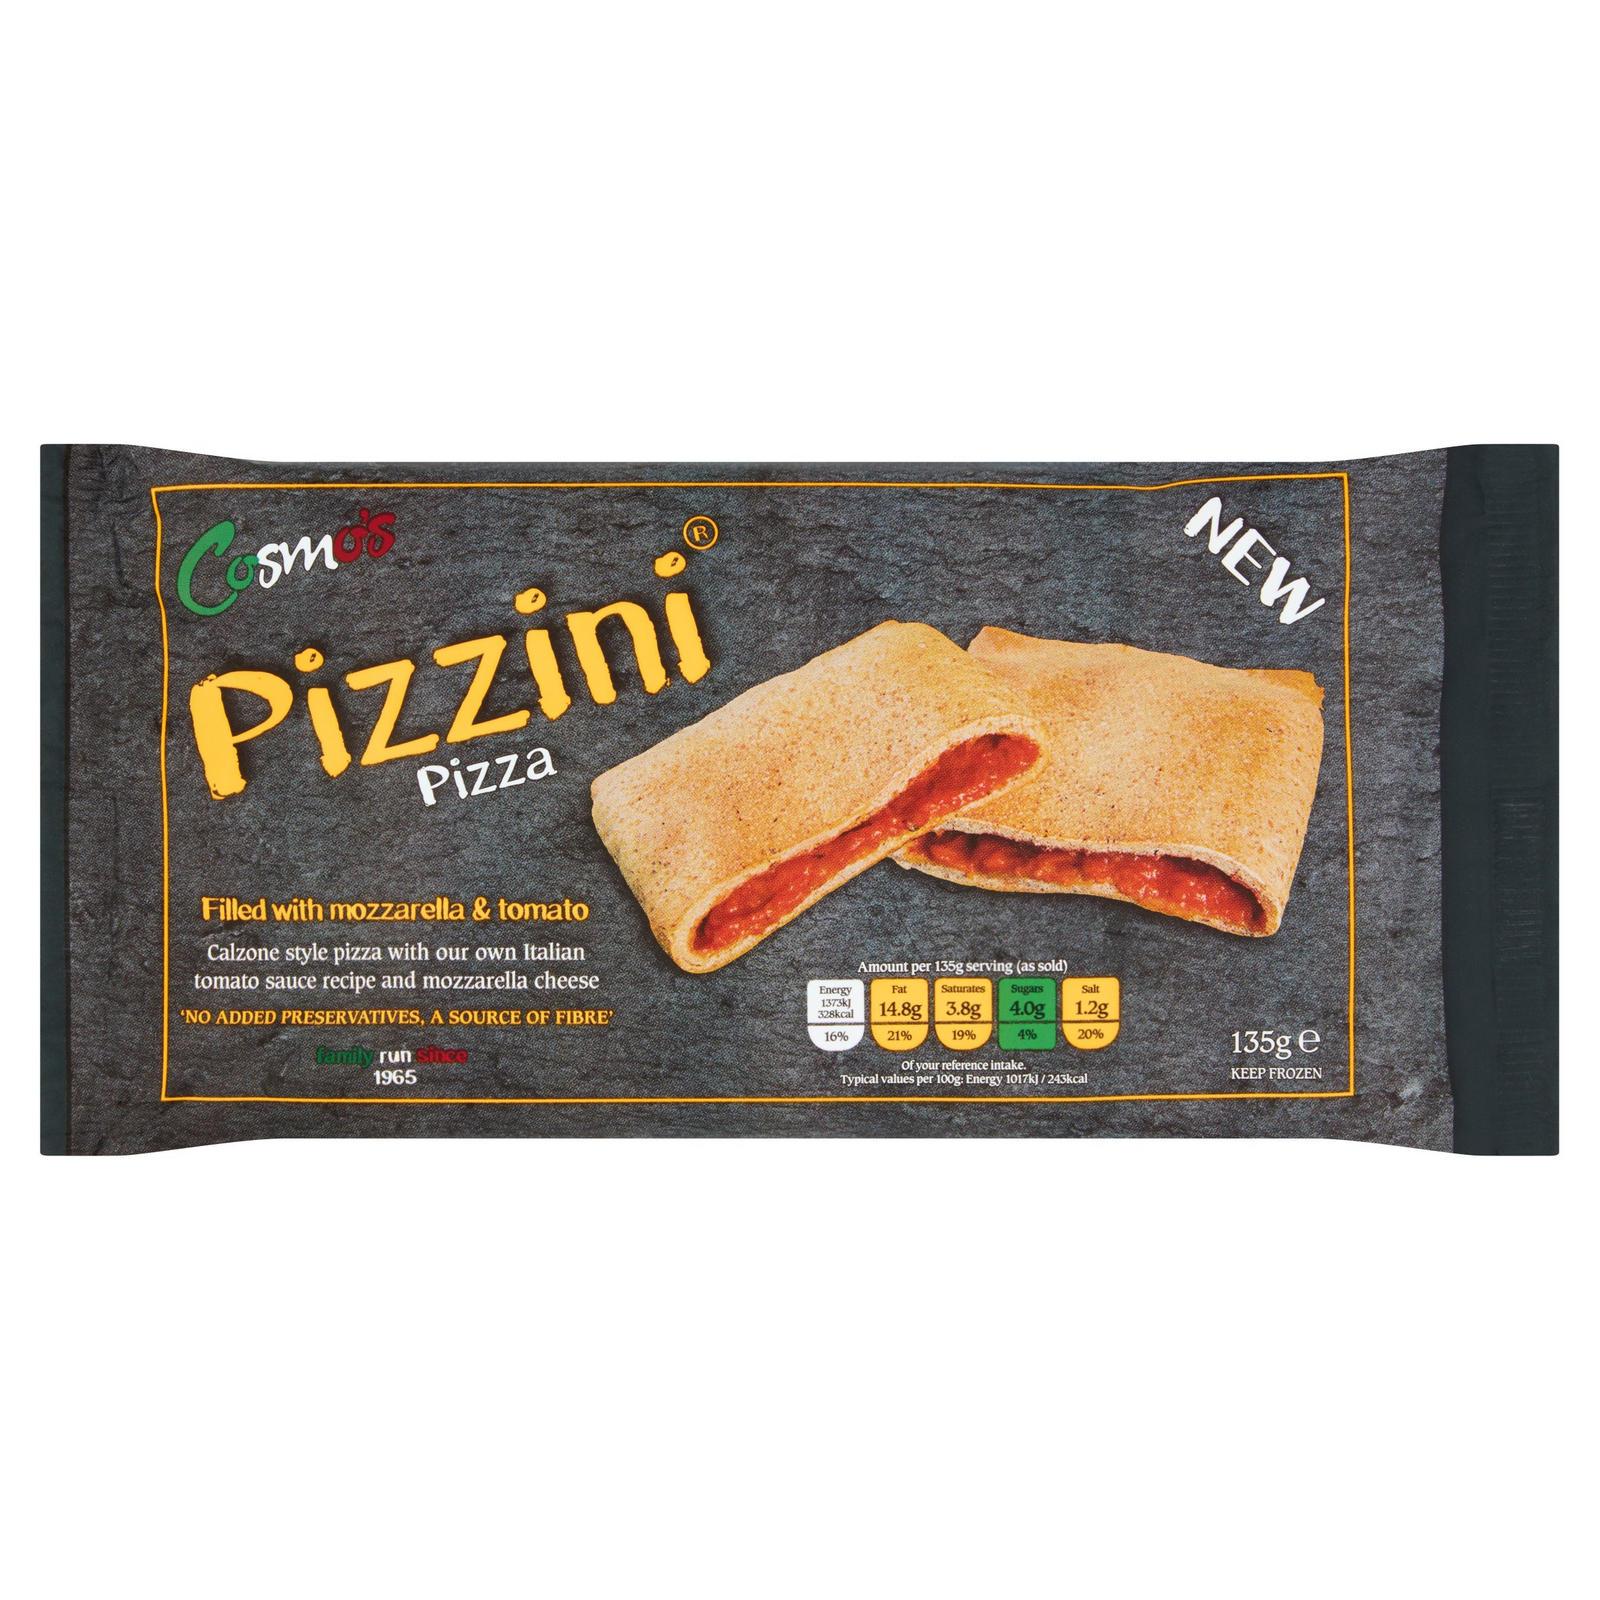 Cosmo's
NEW
Pizzini®
Pizza
Filled with mozzarella & tomato
Calzone style pizza with our own Italian
tomato sauce recipe and mozzarella cheese
'NO ADDED PRESERVATIVES, A SOURCE OF FIBRE'
family run since
1965
Amount per 135g serving (as sold)
Energy
1373kJ
328kcal
16%
Fat
14.8g
21%
Saturates
3.8g
19%
Sugars
4.0g
4%
Salt
1.2g
20%
Of your reference intake.
Typical values per 100g: Energy 1017kJ / 243kcal
135g ℮
KEEP FROZEN